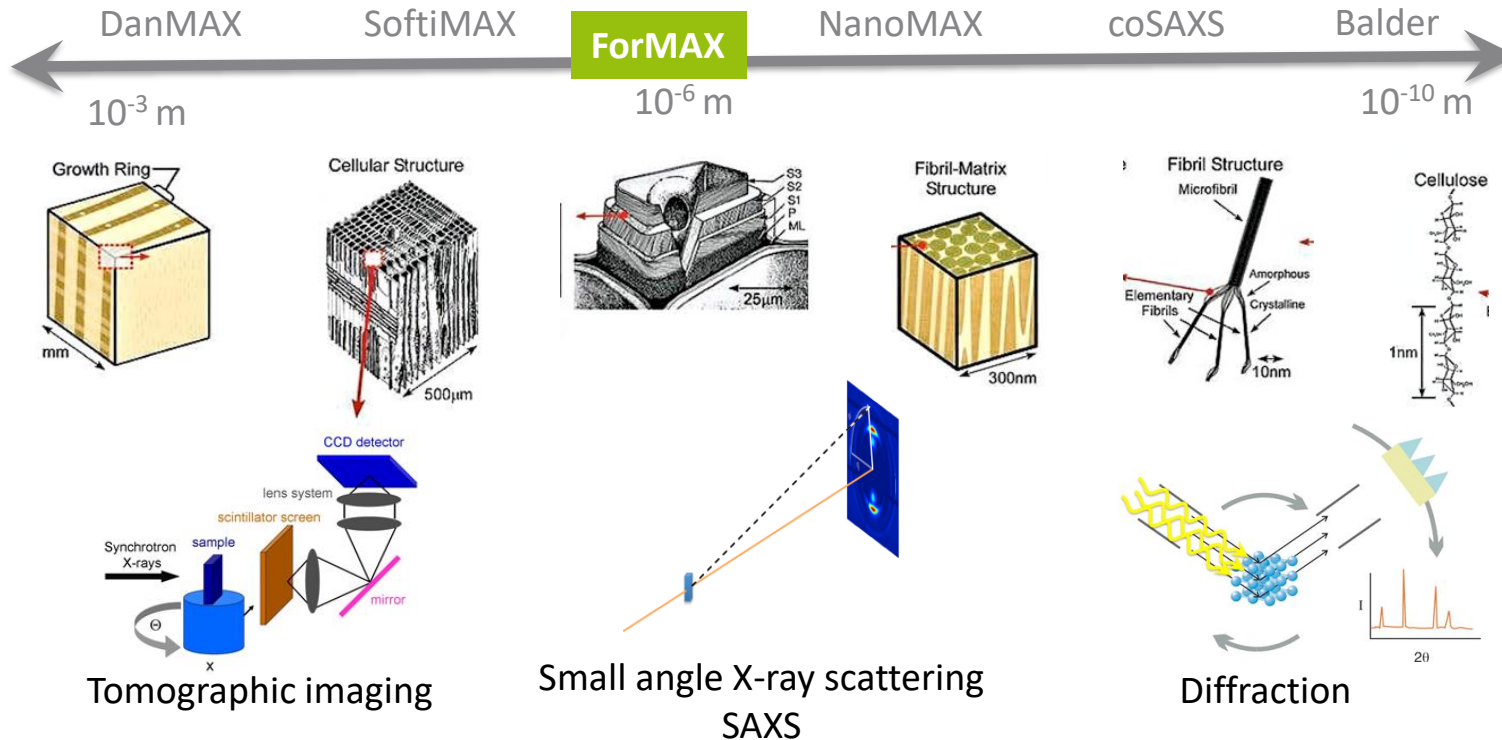 DanMAX
SoftiMAX
ForMAX
NanoMAX
coSAXS
Balder
10⁻³ m
10⁻⁶ m
10⁻¹⁰ m
Growth Ring
mm
Cellular Structure
500μm
S3
S2
S1
P
ML
25μm
Fibril-Matrix
Structure
300nm
e
Fibril Structure
Microfibril
Amorphous
Elementary
Fibrils
Crystalline
10nm
Cellulose
1nm
CCD detector
lens system
scintillator screen
sample
Synchrotron
X-rays
mirror
Θ
x
I
2θ
Tomographic imaging
Small angle X-ray scattering
SAXS
Diffraction